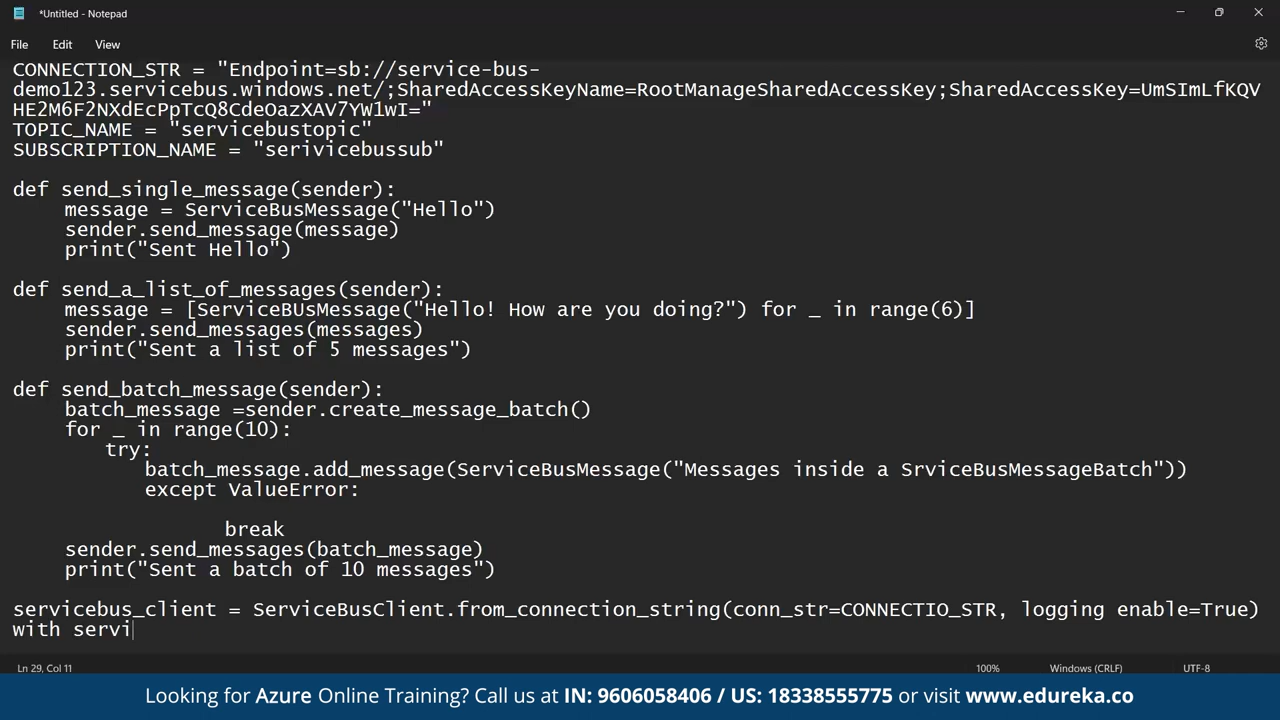 *Untitled - Notepad
File Edit View
CONNECTION_STR = "Endpoint=sb://service-bus-
demo123.servicebus.windows.net/;SharedAccessKeyName=RootManageSharedAccessKey;SharedAccessKey=UmSImLfKQV
HE2M6F2NXdEcPpTcQ8CdeOazXAV7YW1wI="
TOPIC_NAME = "servicebustopic"
SUBSCRIPTION_NAME = "serivicebussub"
def send_single_message(sender):
message = ServiceBusMessage("Hello")
sender.send_message(message)
print("Sent Hello")
def send_a_list_of_messages(sender):
message = [ServiceBUsMessage("Hello! How are you doing?") for _ in range(6)]
sender.send_messages(messages)
print("Sent a list of 5 messages")
def send_batch_message(sender):
batch_message =sender.create_message_batch()
for _ in range(10):
try:
batch_message.add_message(ServiceBusMessage("Messages inside a SrviceBusMessageBatch"))
except ValueError:
break
sender.send_messages(batch_message)
print("Sent a batch of 10 messages")
servicebus_client = ServiceBusClient.from_connection_string(conn_str=CONNECTIO_STR, logging enable=True)
with servi
Ln 29, Col 11 100% Windows (CRLF) UTF-8
Looking for Azure Online Training? Call us at IN: 9606058406 / US: 18338555775 or visit www.edureka.co